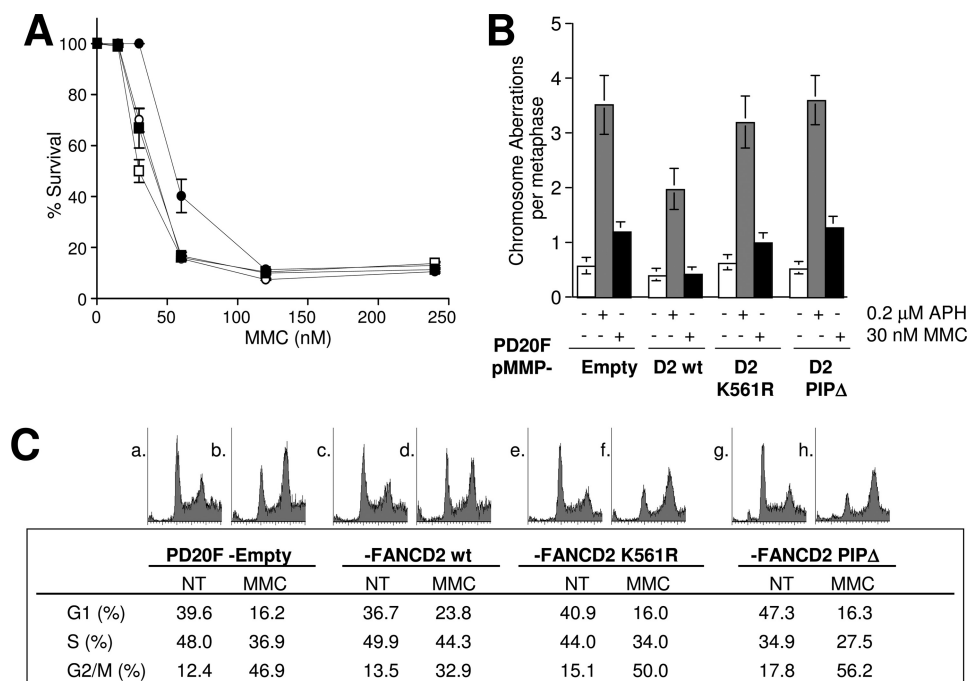 A
100
80
60
40
20
0
% Survival
0 50 100 150 200 250
MMC (nM)
B
5
4
3
2
1
0
Chromosome Aberrations
per metaphase
- + - - + - - + - - + - 0.2 μM APH
- - + - - + - - + - - + 30 nM MMC
PD20F
pMMP- Empty D2 wt D2 K561R D2 PIPΔ
C
a. b. c. d. e. f. g. h.
PD20F -Empty -FANCD2 wt -FANCD2 K561R -FANCD2 PIPΔ
NT MMC NT MMC NT MMC NT MMC
G1 (%) 39.6 16.2 36.7 23.8 40.9 16.0 47.3 16.3
S (%) 48.0 36.9 49.9 44.3 44.0 34.0 34.9 27.5
G2/M (%) 12.4 46.9 13.5 32.9 15.1 50.0 17.8 56.2